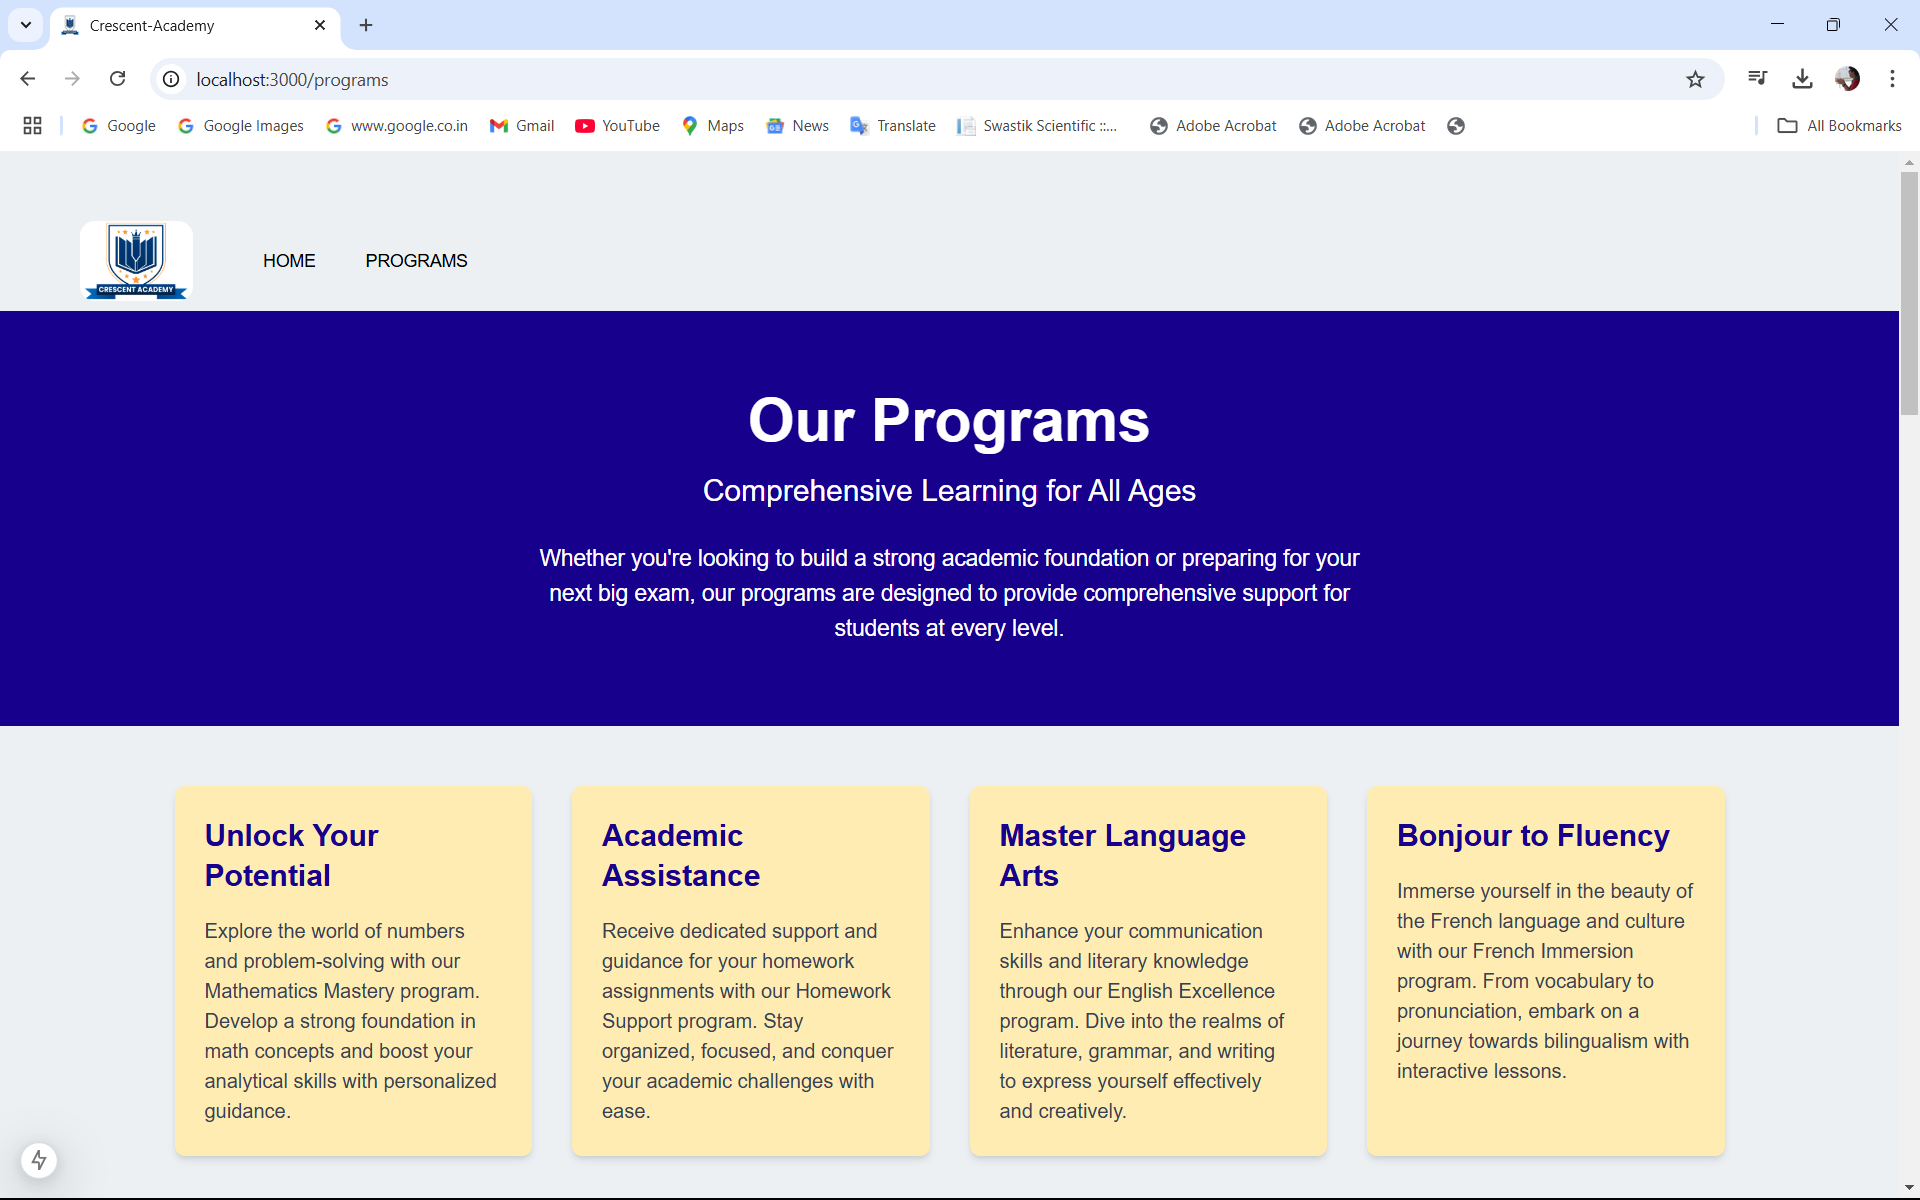 Crescent-Academy
localhost:3000/programs
Google
Google Images
www.google.co.in
Gmail
YouTube
Maps
News
Translate
Swastik Scientific ::...
Adobe Acrobat
Adobe Acrobat
All Bookmarks
CRESCENT ACADEMY
HOME
PROGRAMS
Our Programs
Comprehensive Learning for All Ages
Whether you're looking to build a strong academic foundation or preparing for your
next big exam, our programs are designed to provide comprehensive support for
students at every level.
Unlock Your
Potential
Explore the world of numbers
and problem-solving with our
Mathematics Mastery program.
Develop a strong foundation in
math concepts and boost your
analytical skills with personalized
guidance.
Academic
Assistance
Receive dedicated support and
guidance for your homework
assignments with our Homework
Support program. Stay
organized, focused, and conquer
your academic challenges with
ease.
Master Language
Arts
Enhance your communication
skills and literary knowledge
through our English Excellence
program. Dive into the realms of
literature, grammar, and writing
to express yourself effectively
and creatively.
Bonjour to Fluency
Immerse yourself in the beauty of
the French language and culture
with our French Immersion
program. From vocabulary to
pronunciation, embark on a
journey towards bilingualism with
interactive lessons.